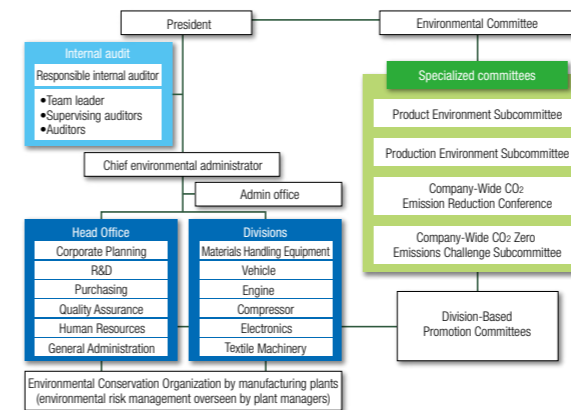 President
Environmental Committee
Internal audit
Responsible internal auditor
•Team leader
•Supervising auditors
•Auditors
Specialized committees
Product Environment Subcommittee
Production Environment Subcommittee
Company-Wide CO2
Emission Reduction Conference
Company-Wide CO2 Zero
Emissions Challenge Subcommittee
Chief environmental administrator
Admin office
Head Office
Corporate Planning
R&D
Purchasing
Quality Assurance
Human Resources
General Administration
Divisions
Materials Handling Equipment
Vehicle
Engine
Compressor
Electronics
Textile Machinery
Division-Based
Promotion Committees
Environmental Conservation Organization by manufacturing plants
(environmental risk management overseen by plant managers)